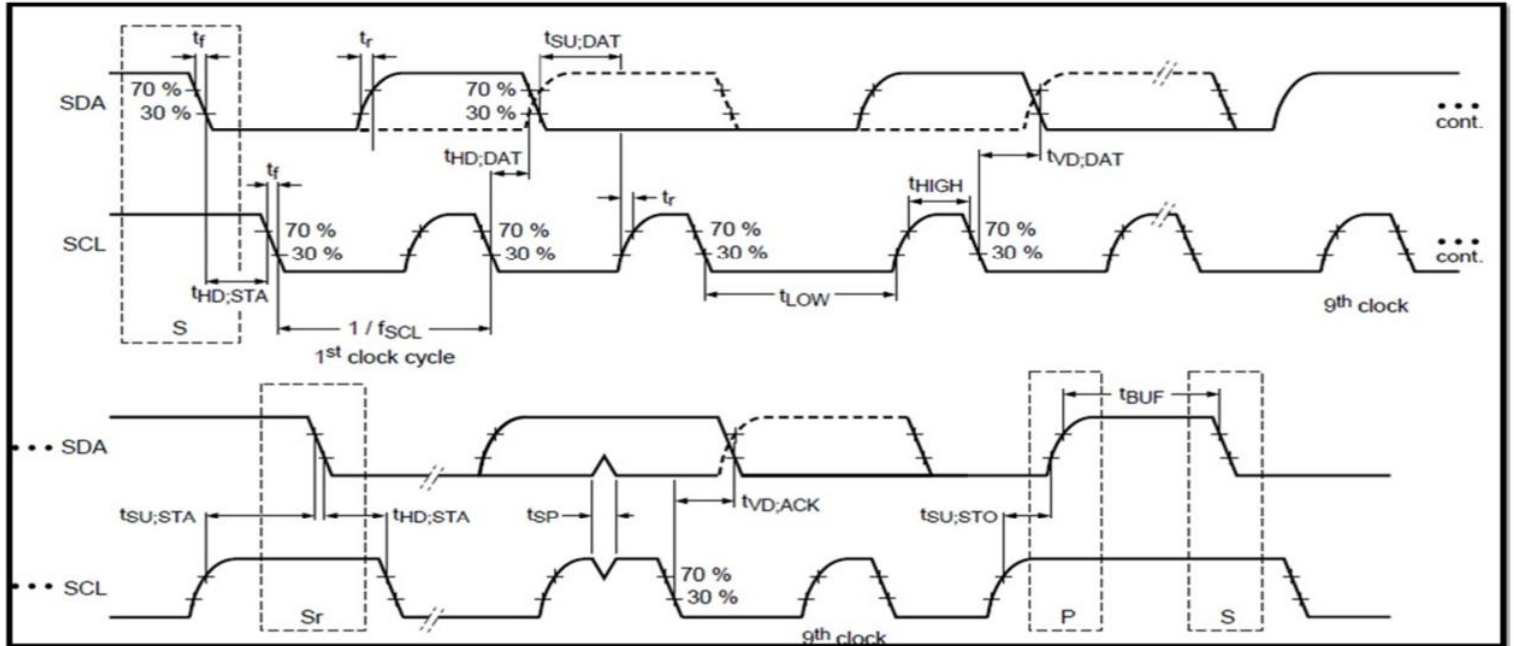 tf
tr
tSU;DAT
SDA
70 %
30 %
70 %
30 %
cont.
tHD;DAT
tVD;DAT
tf
tr
tHIGH
SCL
70 %
30 %
70 %
30 %
70 %
30 %
70 %
30 %
cont.
tHD;STA
tLOW
9th clock
S
1 / fSCL
1st clock cycle
tBUF
SDA
tSU;STA
tHD;STA
tSP
tVD;ACK
tSU;STO
SCL
70 %
30 %
Sr
P
S
9th clock